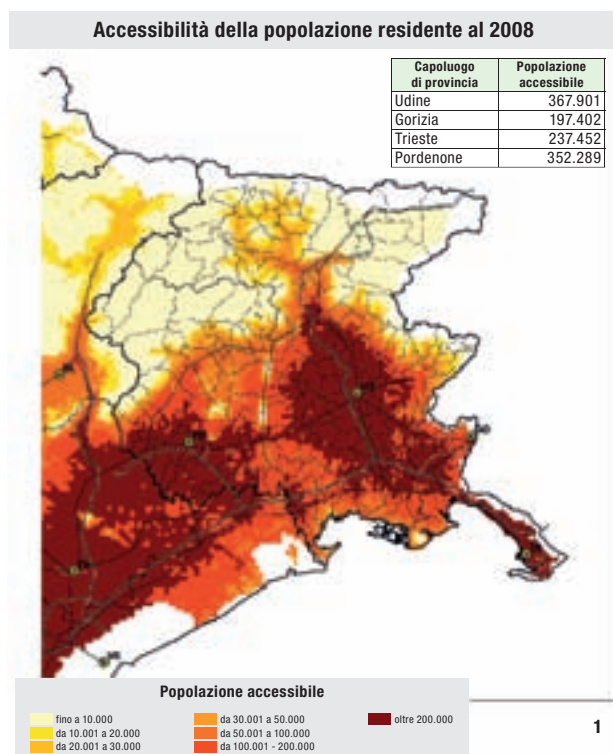 Accessibilità della popolazione residente al 2008
Capoluogo di provincia Popolazione accessibile
Udine 367.901
Gorizia 197.402
Trieste 237.452
Pordenone 352.289
Popolazione accessibile
fino a 10.000 da 30.001 a 50.000 oltre 200.000
da 10.001 a 20.000 da 50.001 a 100.000
da 20.001 a 30.000 da 100.001 - 200.000
1